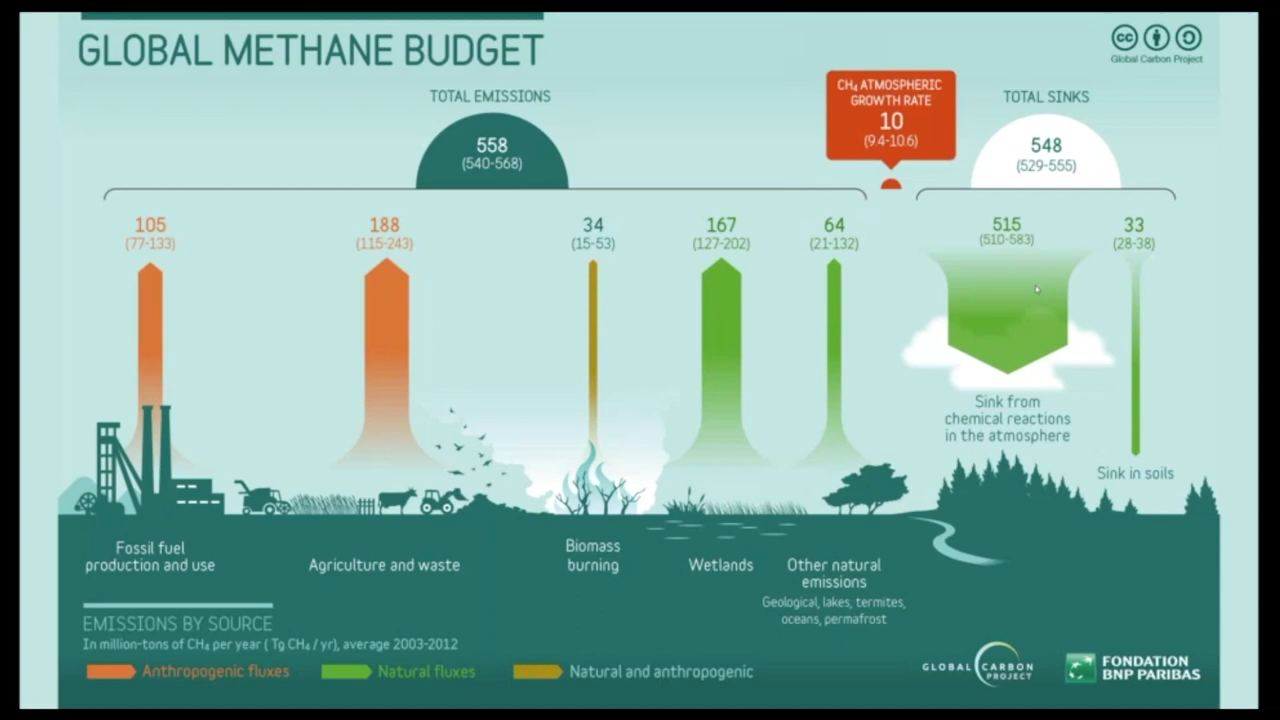 GLOBAL METHANE BUDGET
cc
Global Carbon Project
TOTAL EMISSIONS
558
(540-568)
CH₄ ATMOSPHERIC
GROWTH RATE
10
(9.4-10.6)
TOTAL SINKS
548
(529-555)
105
(77-133)
188
(115-243)
34
(15-53)
167
(127-202)
64
(21-132)
515
(510-583)
33
(28-38)
Sink from
chemical reactions
in the atmosphere
Sink in soils
Fossil fuel
production and use
Agriculture and waste
Biomass
burning
Wetlands
Other natural
emissions
Geological, lakes, termites,
oceans, permafrost
EMISSIONS BY SOURCE
In million-tons of CH₄ per year ( Tg CH₄ / yr), average 2003-2012
Anthropogenic fluxes
Natural fluxes
Natural and anthropogenic
GLOBAL CARBON
PROJECT
FONDATION
BNP PARIBAS